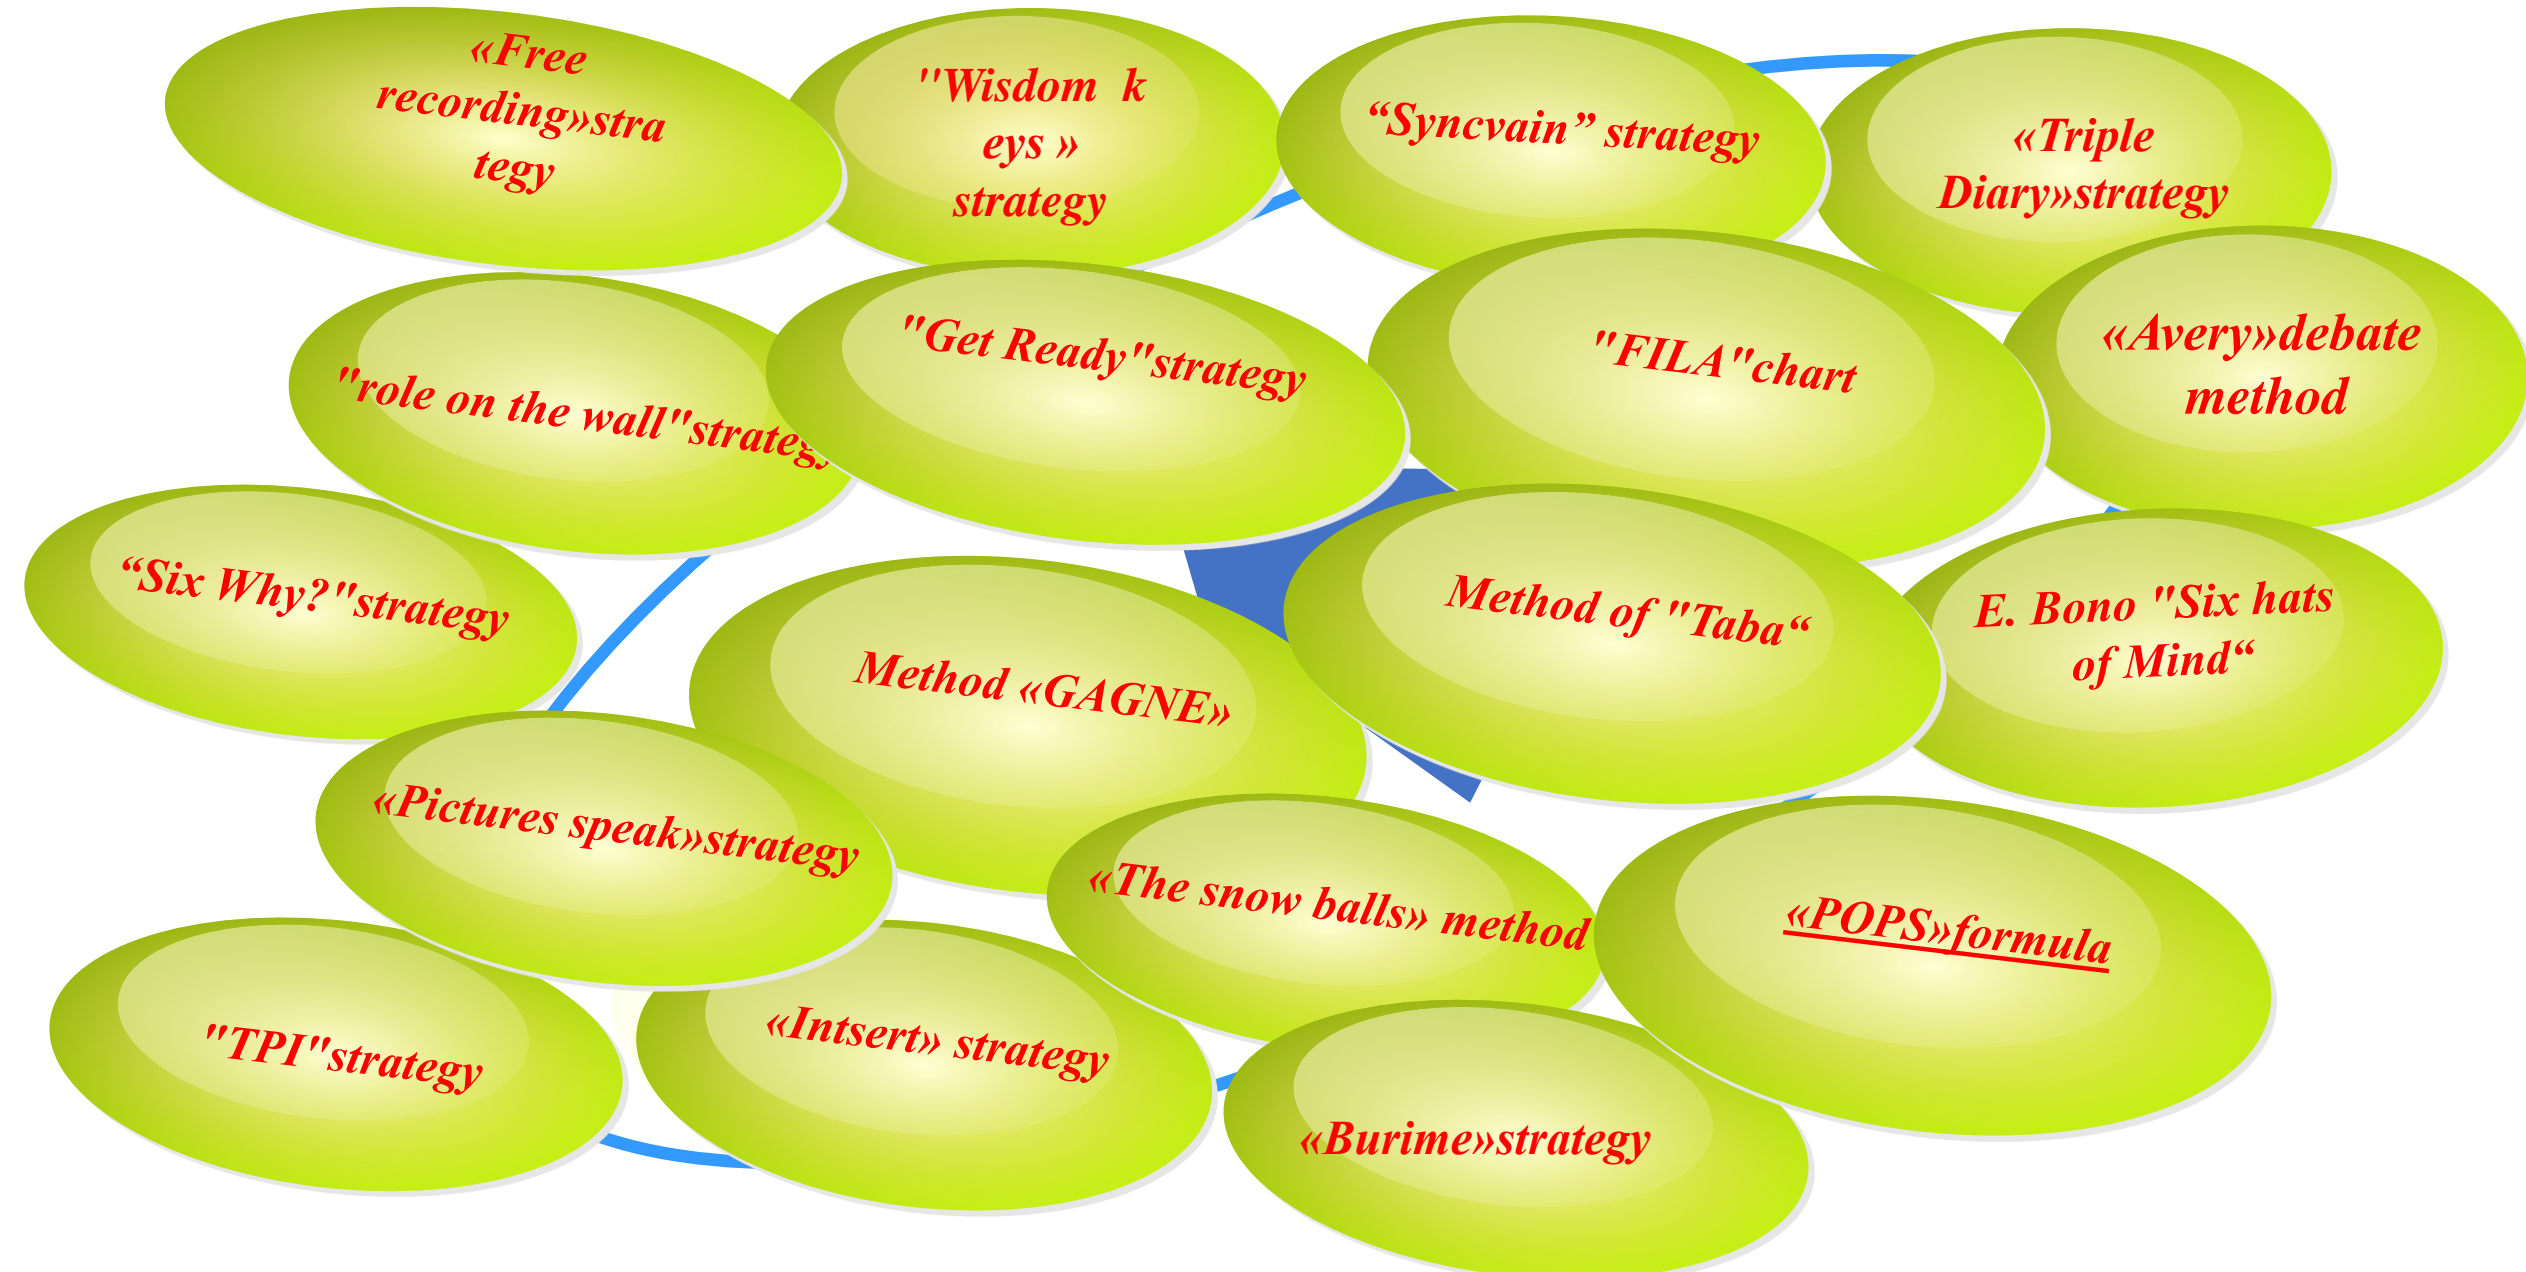 «Free
recording»stra
tegy
"Wisdom k
eys »
strategy
“Syncvain” strategy
«Triple
Diary»strategy
"role on the wall"strategy
"Get Ready"strategy
"FILA"chart
«Avery»debate
method
“Six Why?"strategy
Method «GAGNE»
Method of "Taba“
E. Bono "Six hats
of Mind“
«Pictures speak»strategy
«The snow balls» method
«POPS»formula
"TPI"strategy
«Intsert» strategy
«Burime»strategy